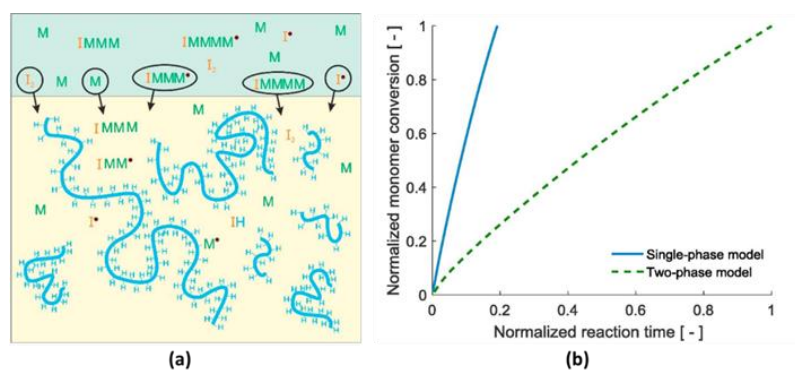 M
IMMM
IMMMM•
I•
M
M
I₂
I₂
M
IMMM•
M
IMMMM
I•
IMMM
M
I₂
IMM•
M
M
M
I•
IH
M•
(a)
Normalized monomer conversion [ - ]
1
0.8
0.6
0.4
0.2
0
Single-phase model
Two-phase model
0
0.2
0.4
0.6
0.8
1
Normalized reaction time [ - ]
(b)